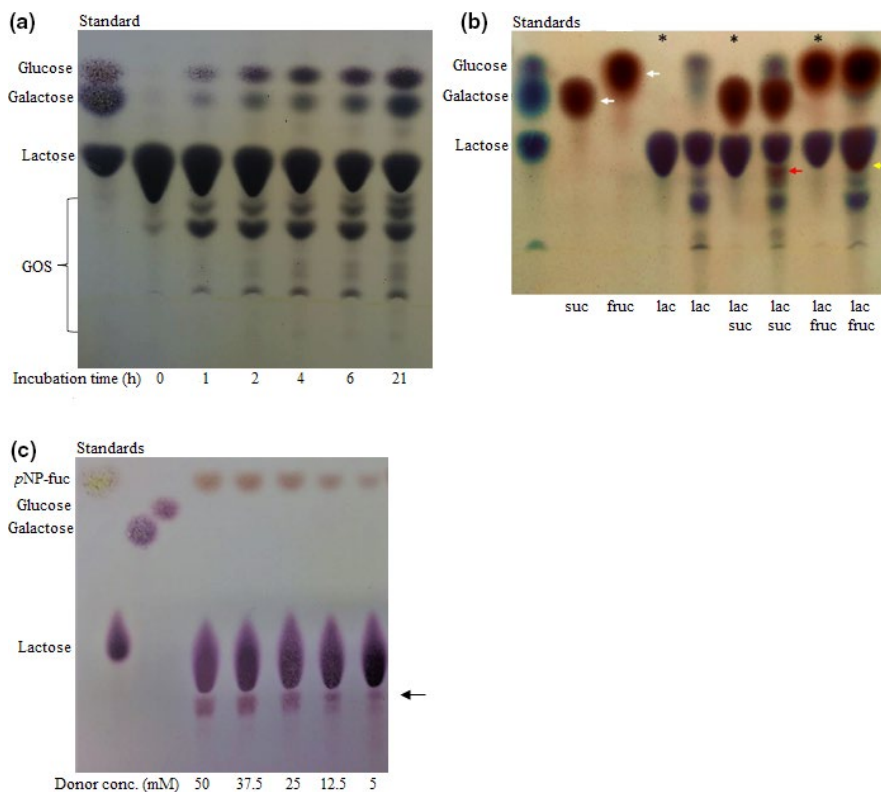 (a)
Standard
Glucose
Galactose
Lactose
GOS
Incubation time (h) 0 1 2 4 6 21
(b)
Standards
* * *
Glucose
Galactose
Lactose
suc fruc lac lac lac lac lac lac
suc suc fruc fruc
(c)
Standards
pNP-fuc
Glucose
Galactose
Lactose
Donor conc. (mM) 50 37.5 25 12.5 5